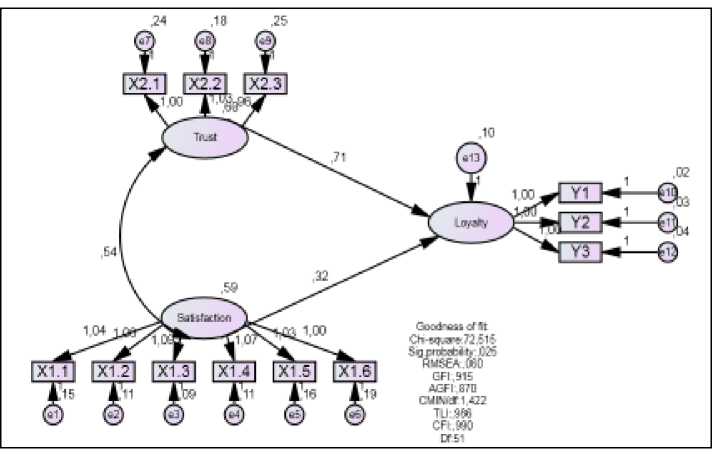 ,24 ,18 ,25
e7 e8 e9
1 1 1
X2.1 X2.2 X2.3
1,00 1,03 ,96
,68
Trust
,10
e13
1
,71
,02
1,00 Y1 1 e10
,03
Loyalty 1,00 Y2 1 e11
,04
1,00 Y3 1 e12
,54
,32
,59
Satisfaction
1,04 1,09 1,07 1,03 1,00
X1.1 X1.2 X1.3 X1.4 X1.5 X1.6
1 1 1 1 1 1
,15 ,11 ,09 ,11 ,16 ,19
e1 e2 e3 e4 e5 e6
Goodness of fit
Chi-square:72,515
Sig.probability:,025
RMSEA:,060
GFI:,915
AGFI:,870
CMIN/df:1,422
TLI:,986
CFI:,990
Df:51